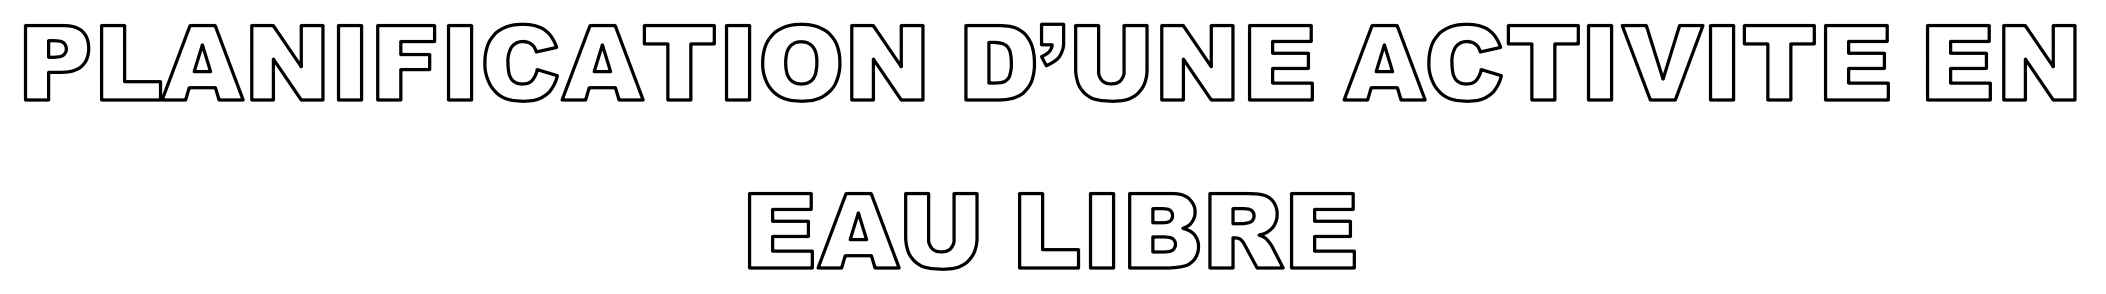 PLANIFICATION D’UNE ACTIVITE EN
EAU LIBRE